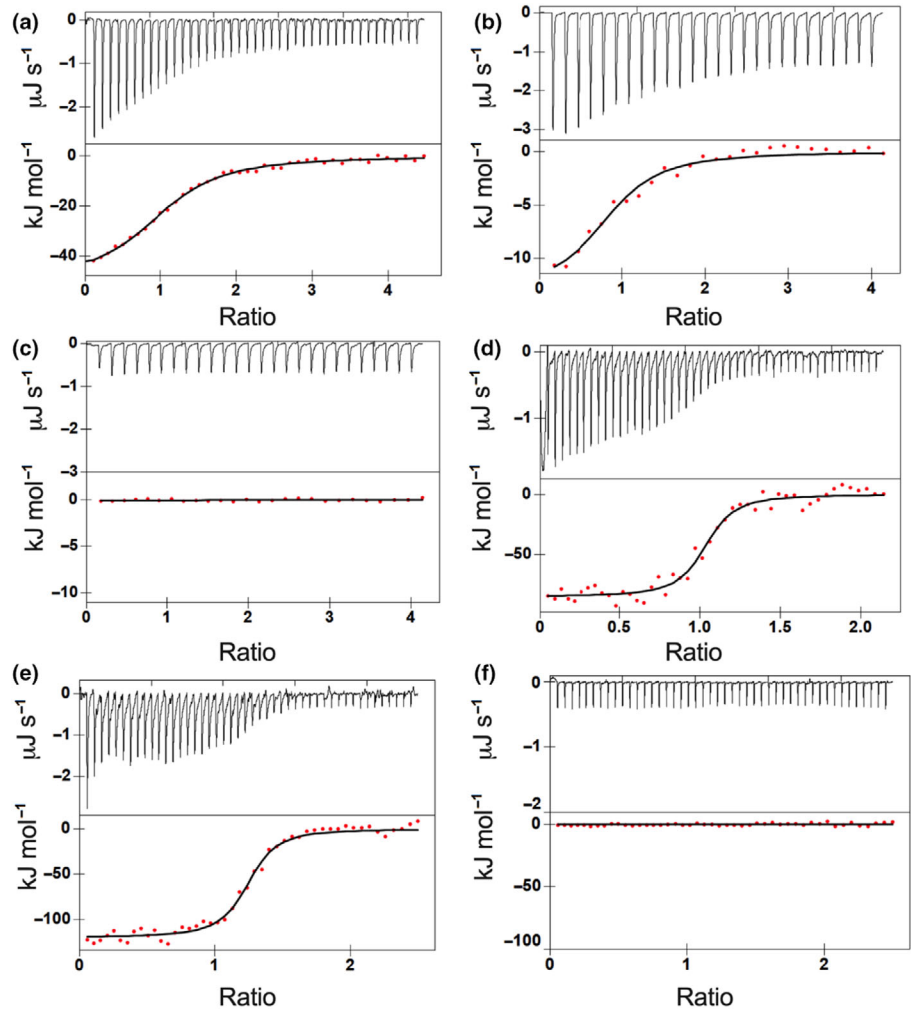 (a)
0
−1
−2
μJ s⁻¹
0
−20
−40
kJ mol⁻¹
0 1 2 3 4
Ratio
(b)
0
−1
−2
−3
μJ s⁻¹
0
−5
−10
kJ mol⁻¹
0 1 2 3 4
Ratio
(c)
0
−1
−2
−3
μJ s⁻¹
0
−5
−10
kJ mol⁻¹
0 1 2 3 4
Ratio
(d)
0
−1
μJ s⁻¹
0
−50
kJ mol⁻¹
0 0.5 1.0 1.5 2.0
Ratio
(e)
0
−1
−2
μJ s⁻¹
0
−50
−100
kJ mol⁻¹
0 1 2
Ratio
(f)
0
−1
−2
μJ s⁻¹
0
−50
−100
kJ mol⁻¹
0 1 2
Ratio